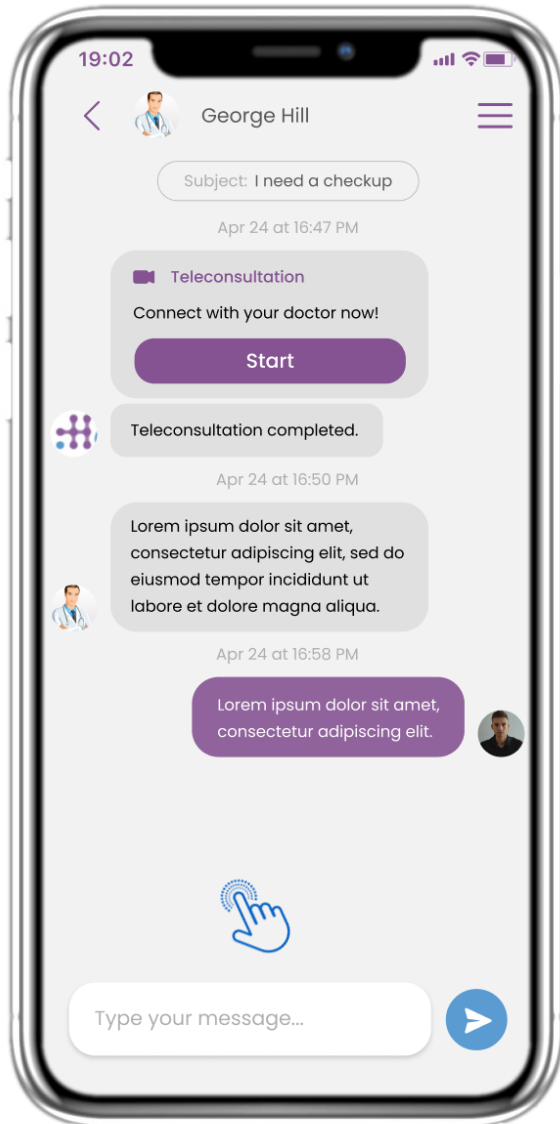 19:02
George Hill
Subject: I need a checkup
Apr 24 at 16:47 PM
Teleconsultation
Connect with your doctor now!
Start
Teleconsultation completed.
Apr 24 at 16:50 PM
Lorem ipsum dolor sit amet,
consectetur adipiscing elit, sed do
eiusmod tempor incididunt ut
labore et dolore magna aliqua.
Apr 24 at 16:58 PM
Lorem ipsum dolor sit amet,
consectetur adipiscing elit.
Type your message...